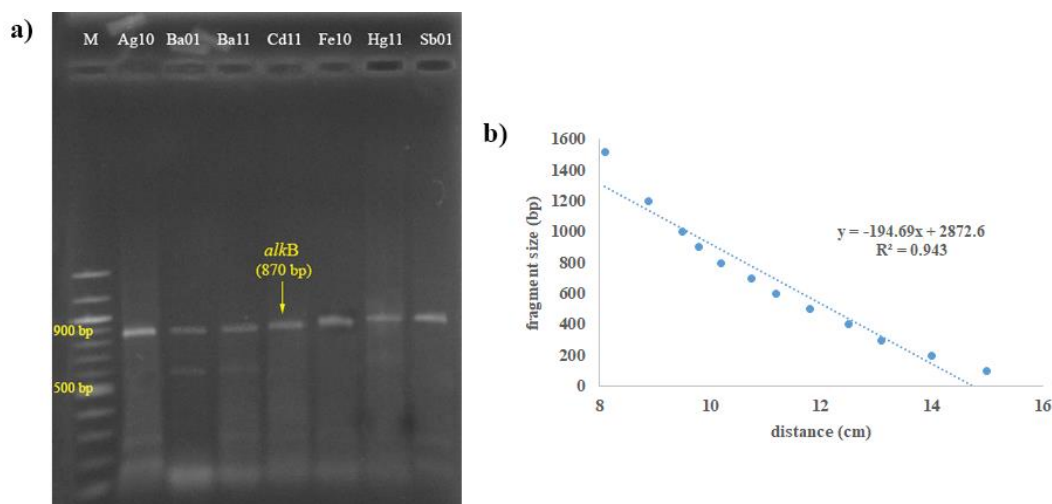 a)
M Ag10 Ba01 Ba11 Cd11 Fe10 Hg11 Sb01
alkB
(870 bp)
900 bp
500 bp
b)
1600
1400
1200
1000
800
600
400
200
0
fragment size (bp)
y = -194.69x + 2872.6
R² = 0.943
8 10 12 14 16
distance (cm)